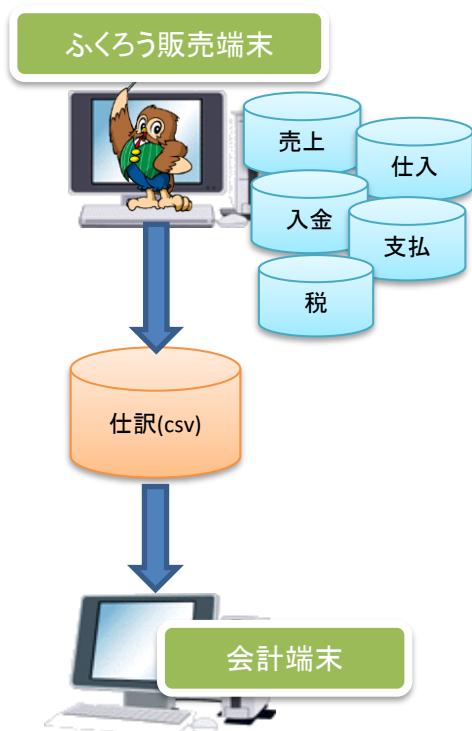 ふくろう販売端末
売上
仕入
入金
支払
税
仕訳(csv)
会計端末